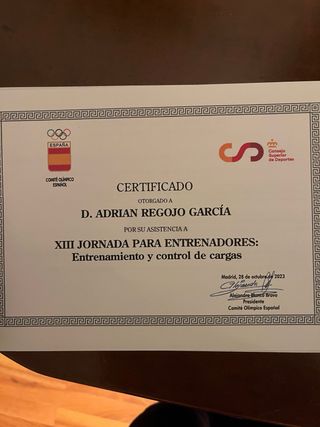 ESPAÑA
COMITÉ OLÍMPICO
ESPAÑOL
Consejo
Superior
de Deportes
CERTIFICADO
OTORGADO A
D. ADRIAN REGOJO GARCÍA
POR SU ASISTENCIA A
XIII JORNADA PARA ENTRENADORES:
Entrenamiento y control de cargas
Madrid, 28 de octubre de 2023
Alejandro Blanco Bravo
Presidente
Comité Olímpico Español